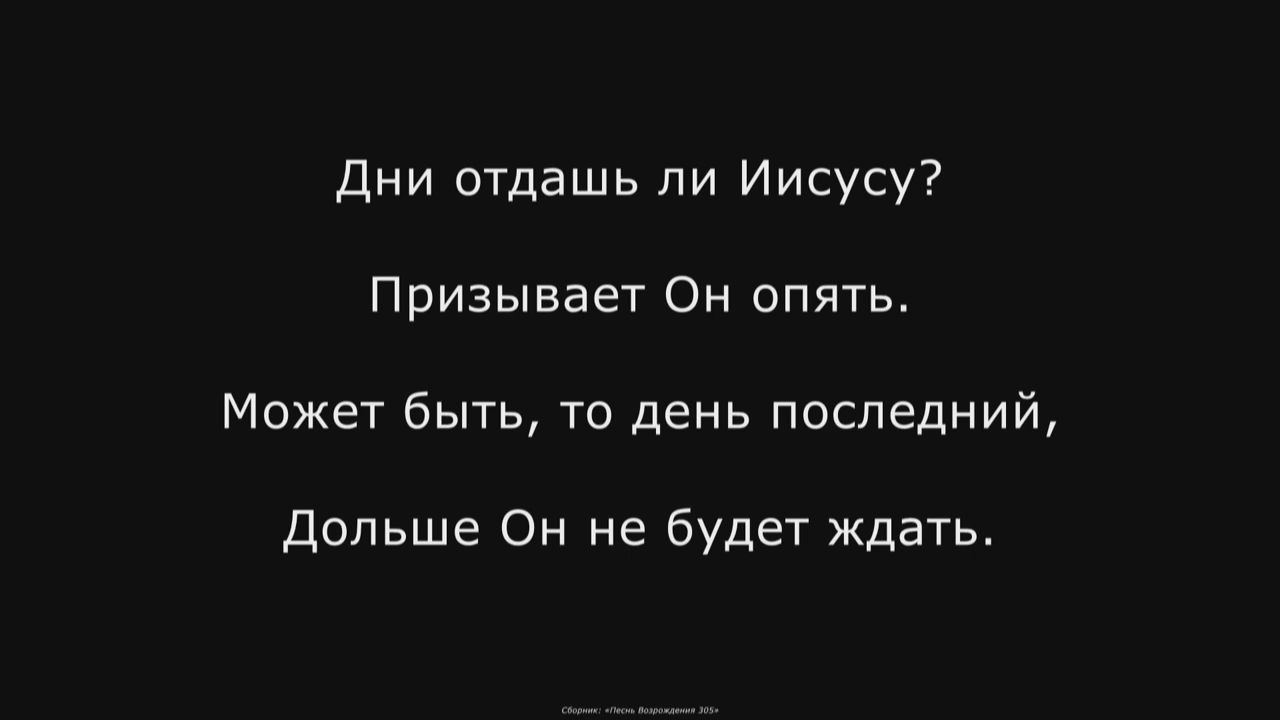 Дни отдашь ли Иисусу?
Призывает Он опять.
Может быть, то день последний,
Дольше Он не будет ждать.
Сборник: «Песнь Возрождения 305»